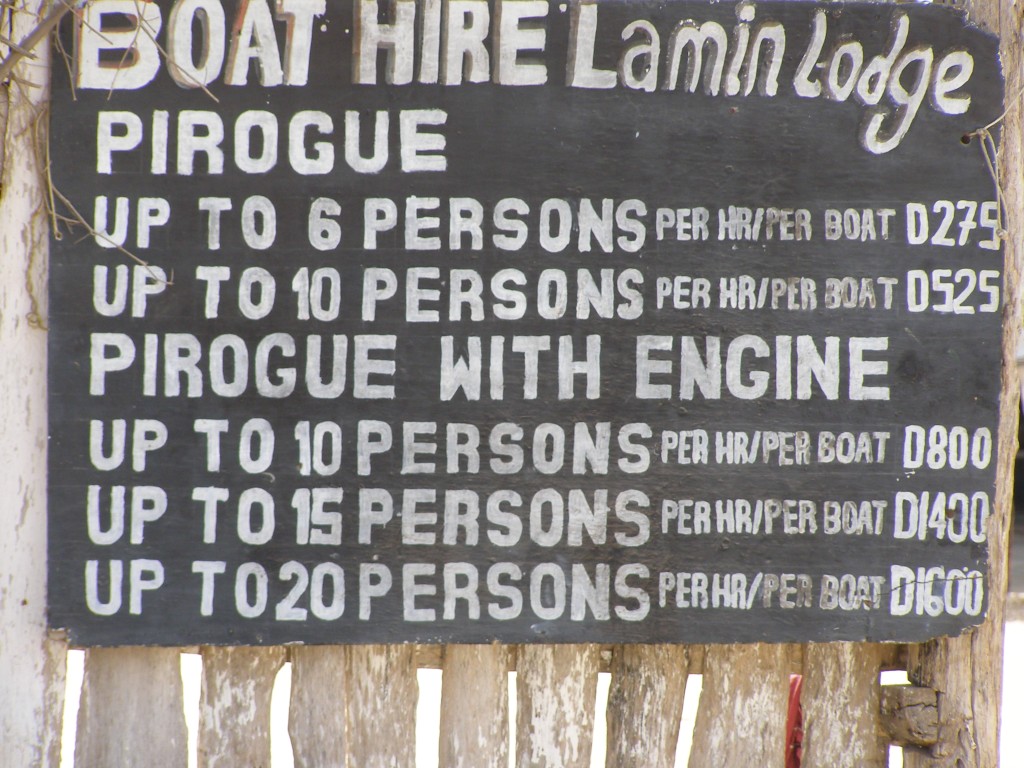 BOAT HIRE Lamin Lodge
PIROGUE
UP TO 6 PERSONS PER HR/PER BOAT D275
UP TO 10 PERSONS PER HR/PER BOAT D525
PIROGUE WITH ENGINE
UP TO 10 PERSONS PER HR/PER BOAT D800
UP TO 15 PERSONS PER HR/PER BOAT D1400
UP TO 20 PERSONS PER HR/PER BOAT D1600